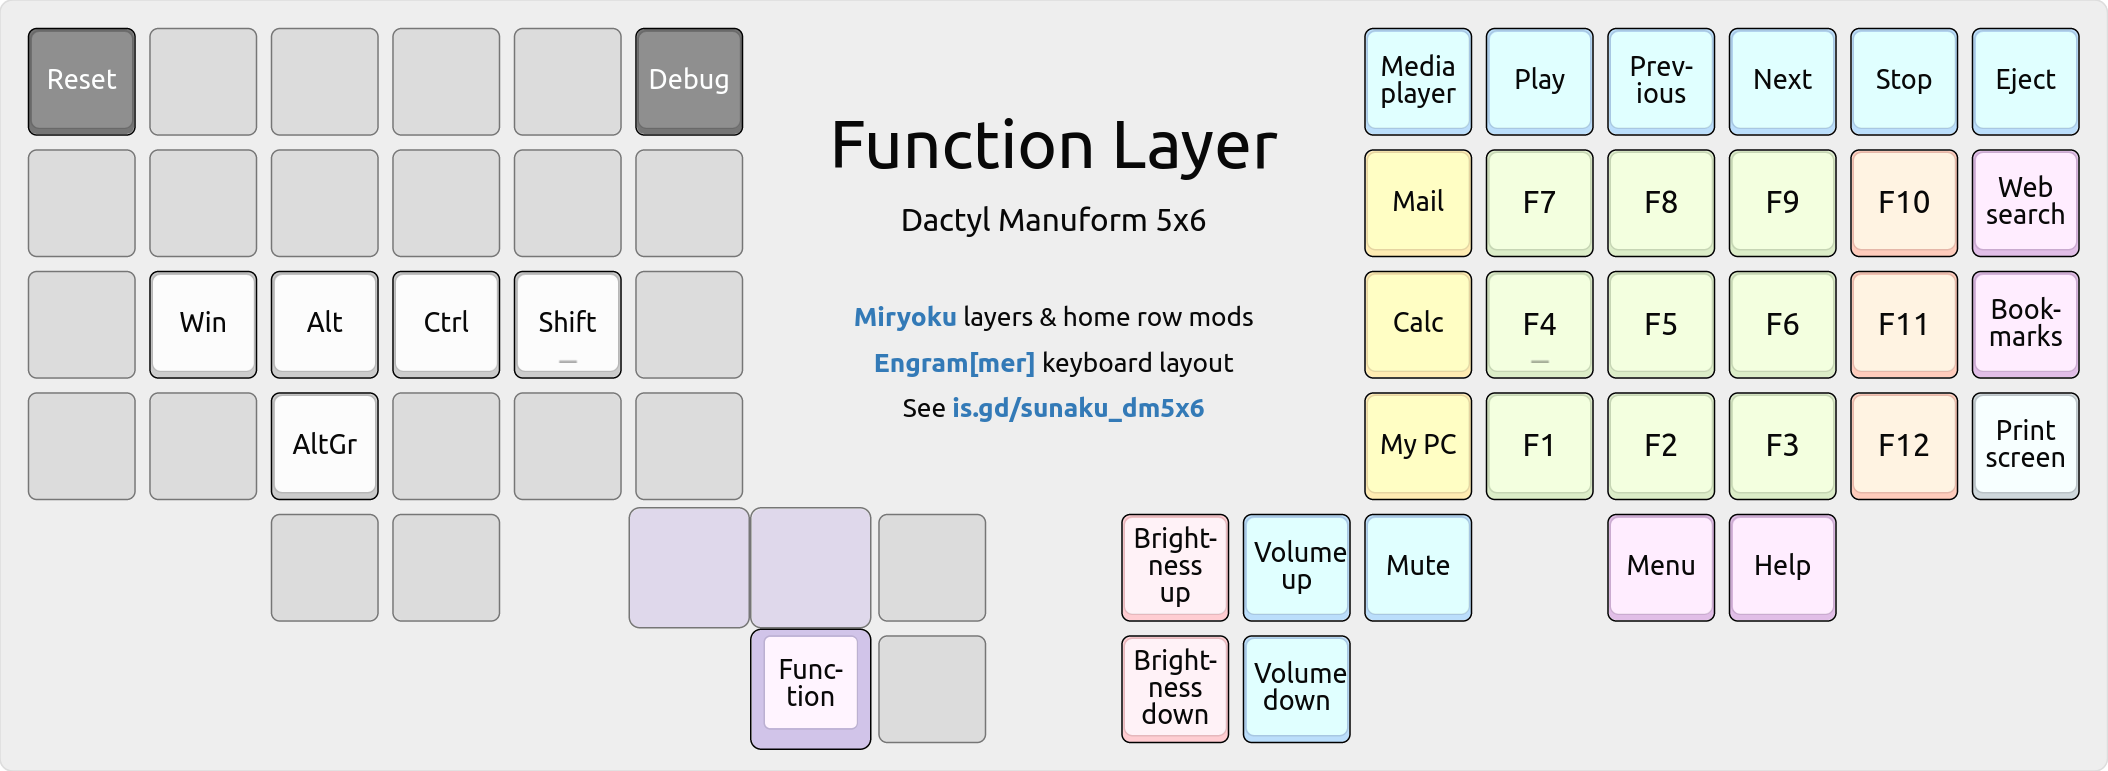 Reset
Debug
Function Layer
Dactyl Manuform 5x6
Miryoku layers & home row mods
Engram[mer] keyboard layout
See is.gd/sunaku_dm5x6
Media
player
Play
Prev-
ious
Next
Stop
Eject
Mail
F7
F8
F9
F10
Web
search
Win
Alt
Ctrl
Shift
_
Calc
F4
_
F5
F6
F11
Book-
marks
AltGr
My PC
F1
F2
F3
F12
Print
screen
Bright-
ness
up
Volume
up
Mute
Menu
Help
Func-
tion
Bright-
ness
down
Volume
down